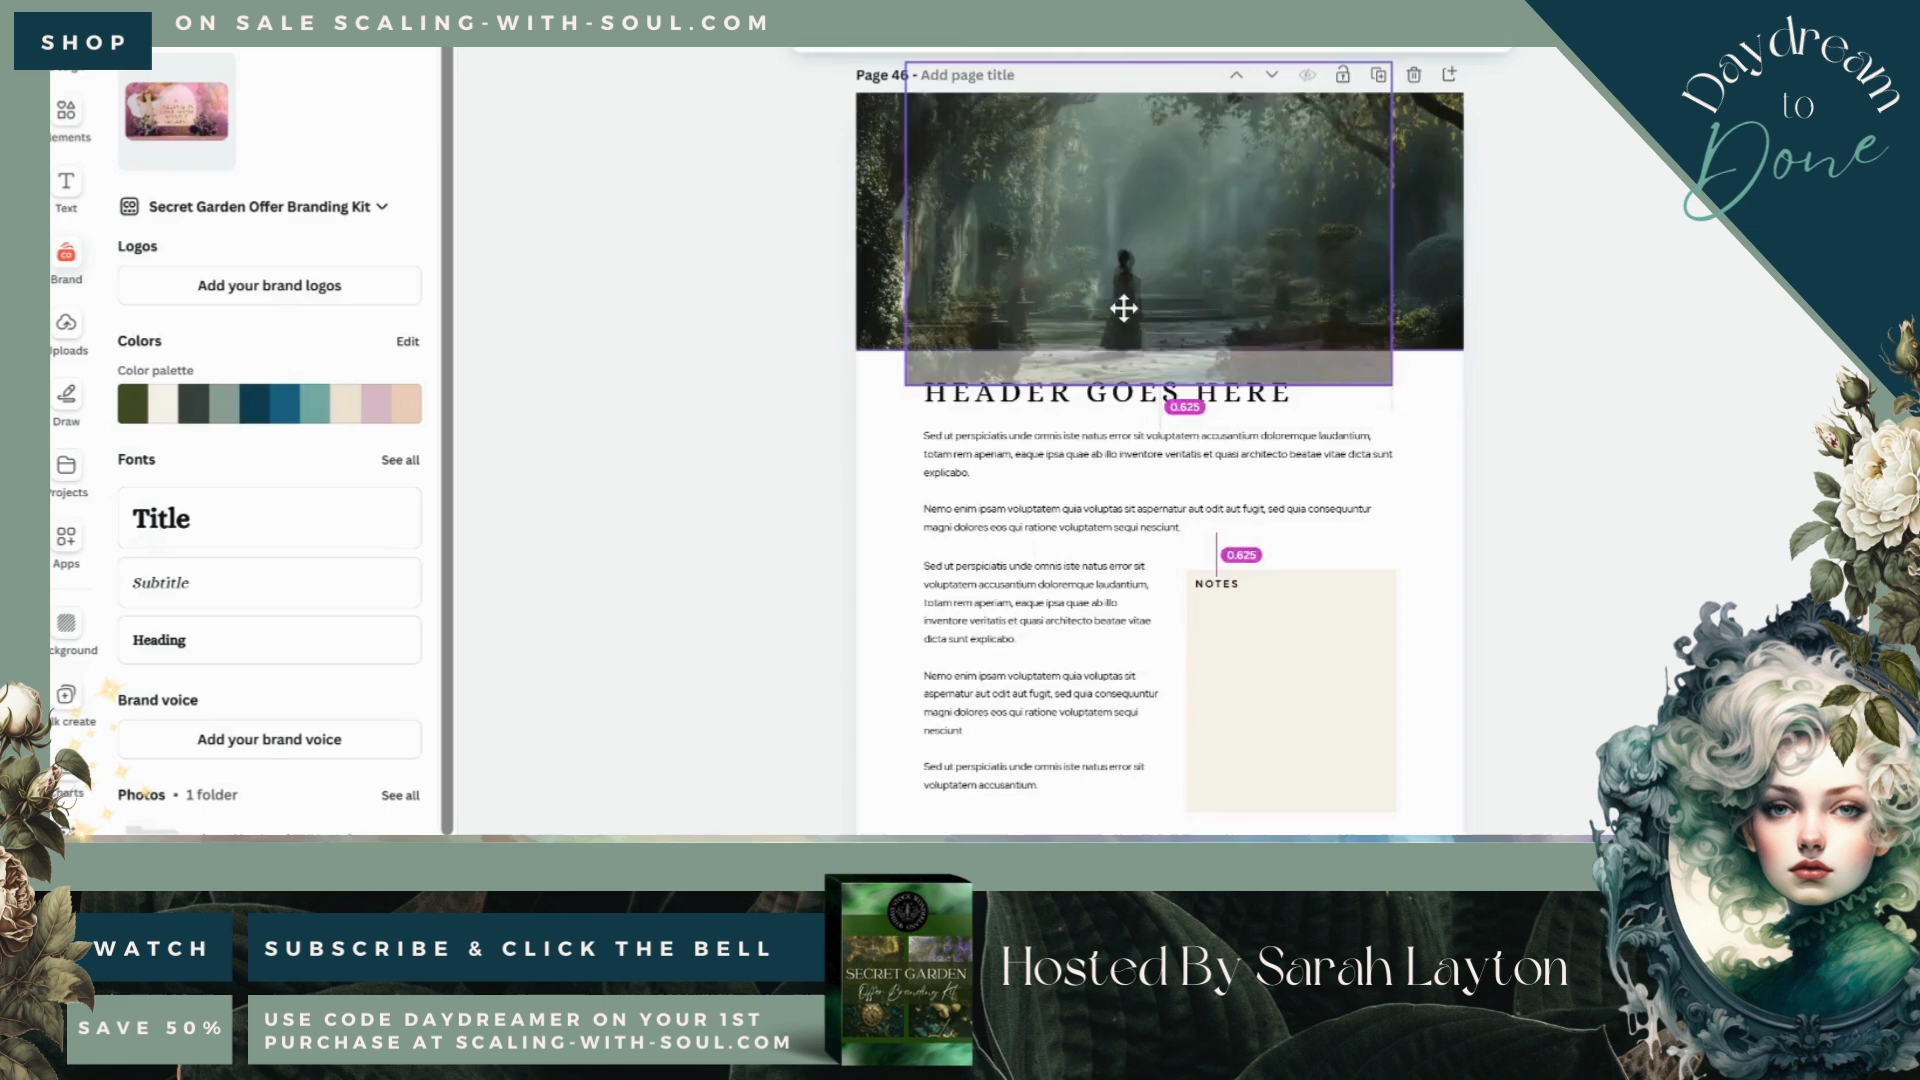 SHOP
ON SALE SCALING-WITH-SOUL.COM
Daydream
to
Done
Page 46 - Add page title
ements
Text
Brand
Uploads
Draw
rojects
Apps
ckground
lk create
harts
Secret Garden Offer Branding Kit
Logos
Add your brand logos
Colors
Edit
Color palette
Fonts
See all
Title
Subtitle
Heading
Brand voice
Add your brand voice
Photos • 1 folder
See all
HEADER GOES HERE
0.625
Sed ut perspiciatis unde omnis iste natus error sit voluptatem accusantium doloremque laudantium,
totam rem aperiam, eaque ipsa quae ab illo inventore veritatis et quasi architecto beatae vitae dicta sunt
explicabo.
Nemo enim ipsam voluptatem quia voluptas sit aspernatur aut odit aut fugit, sed quia consequuntur
magni dolores eos qui ratione voluptatem sequi nesciunt.
0.625
Sed ut perspiciatis unde omnis iste natus error sit
voluptatem accusantium doloremque laudantium,
totam rem aperiam, eaque ipsa quae ab illo
inventore veritatis et quasi architecto beatae vitae
dicta sunt explicabo.
Nemo enim ipsam voluptatem quia voluptas sit
aspernatur aut odit aut fugit, sed quia consequuntur
magni dolores eos qui ratione voluptatem sequi
nesciunt
Sed ut perspiciatis unde omnis iste natus error sit
voluptatem accusantium.
NOTES
WATCH
SUBSCRIBE & CLICK THE BELL
SAVE 50%
USE CODE DAYDREAMER ON YOUR 1ST
PURCHASE AT SCALING-WITH-SOUL.COM
SECRET GARDEN
Offer Branding Kit
Hosted By Sarah Layton